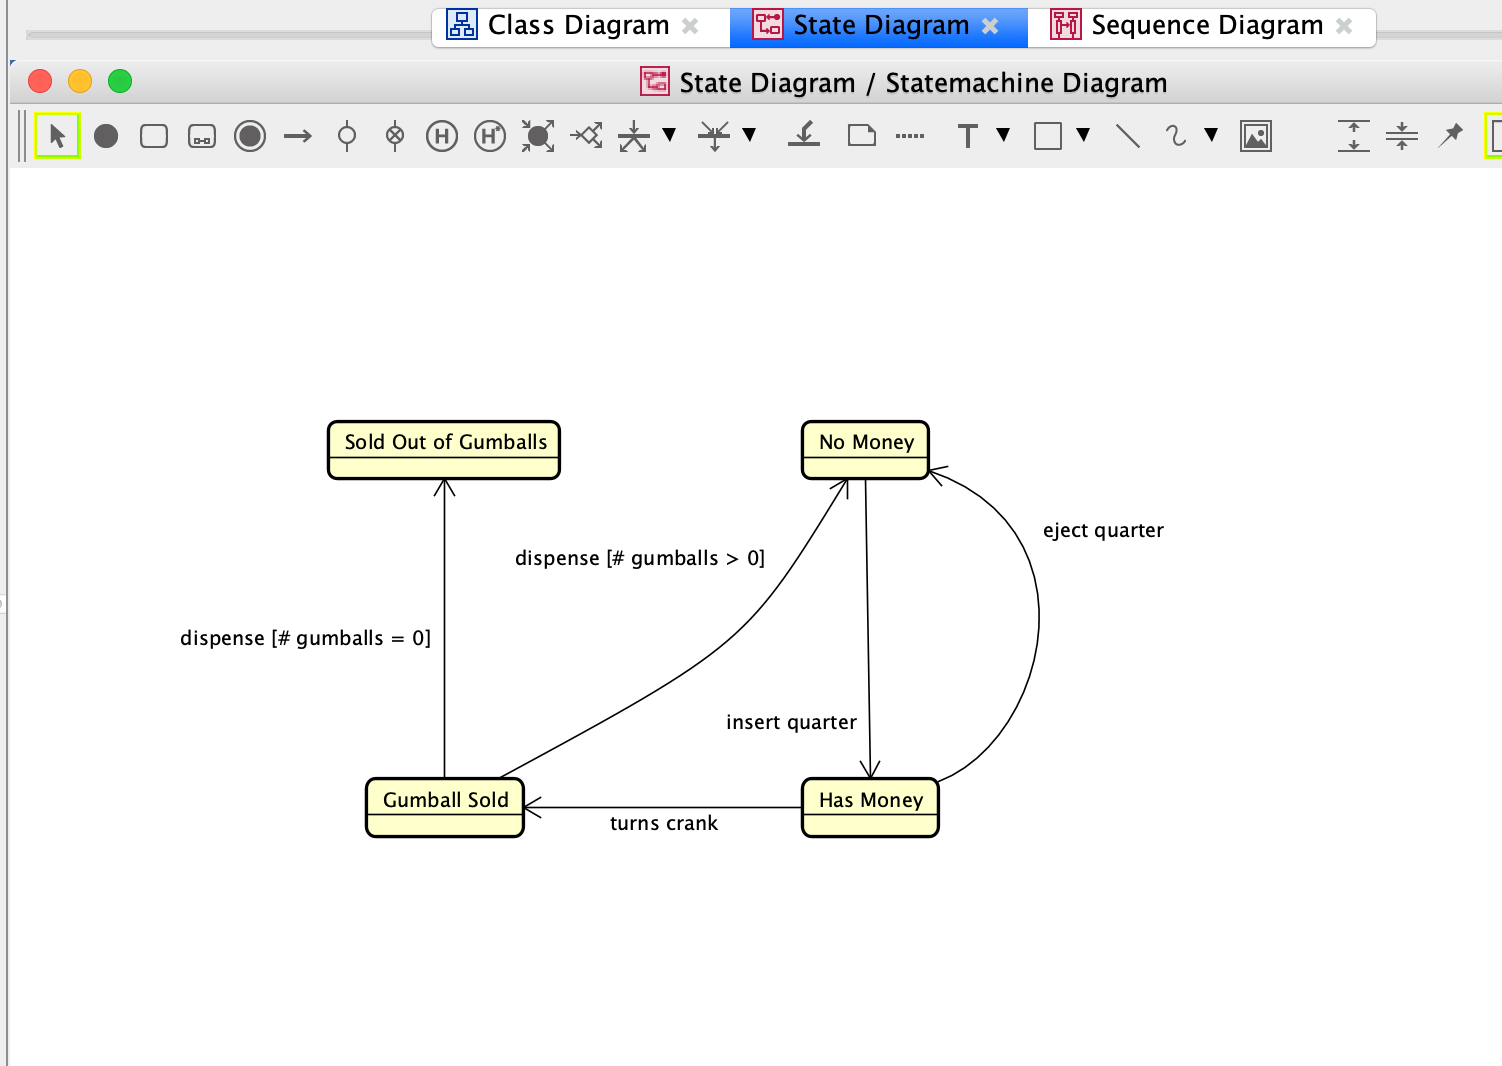 Class Diagram
State Diagram
Sequence Diagram
State Diagram / Statemachine Diagram
H
H*
T
Sold Out of Gumballs
No Money
eject quarter
dispense [# gumballs > 0]
dispense [# gumballs = 0]
insert quarter
Gumball Sold
Has Money
turns crank